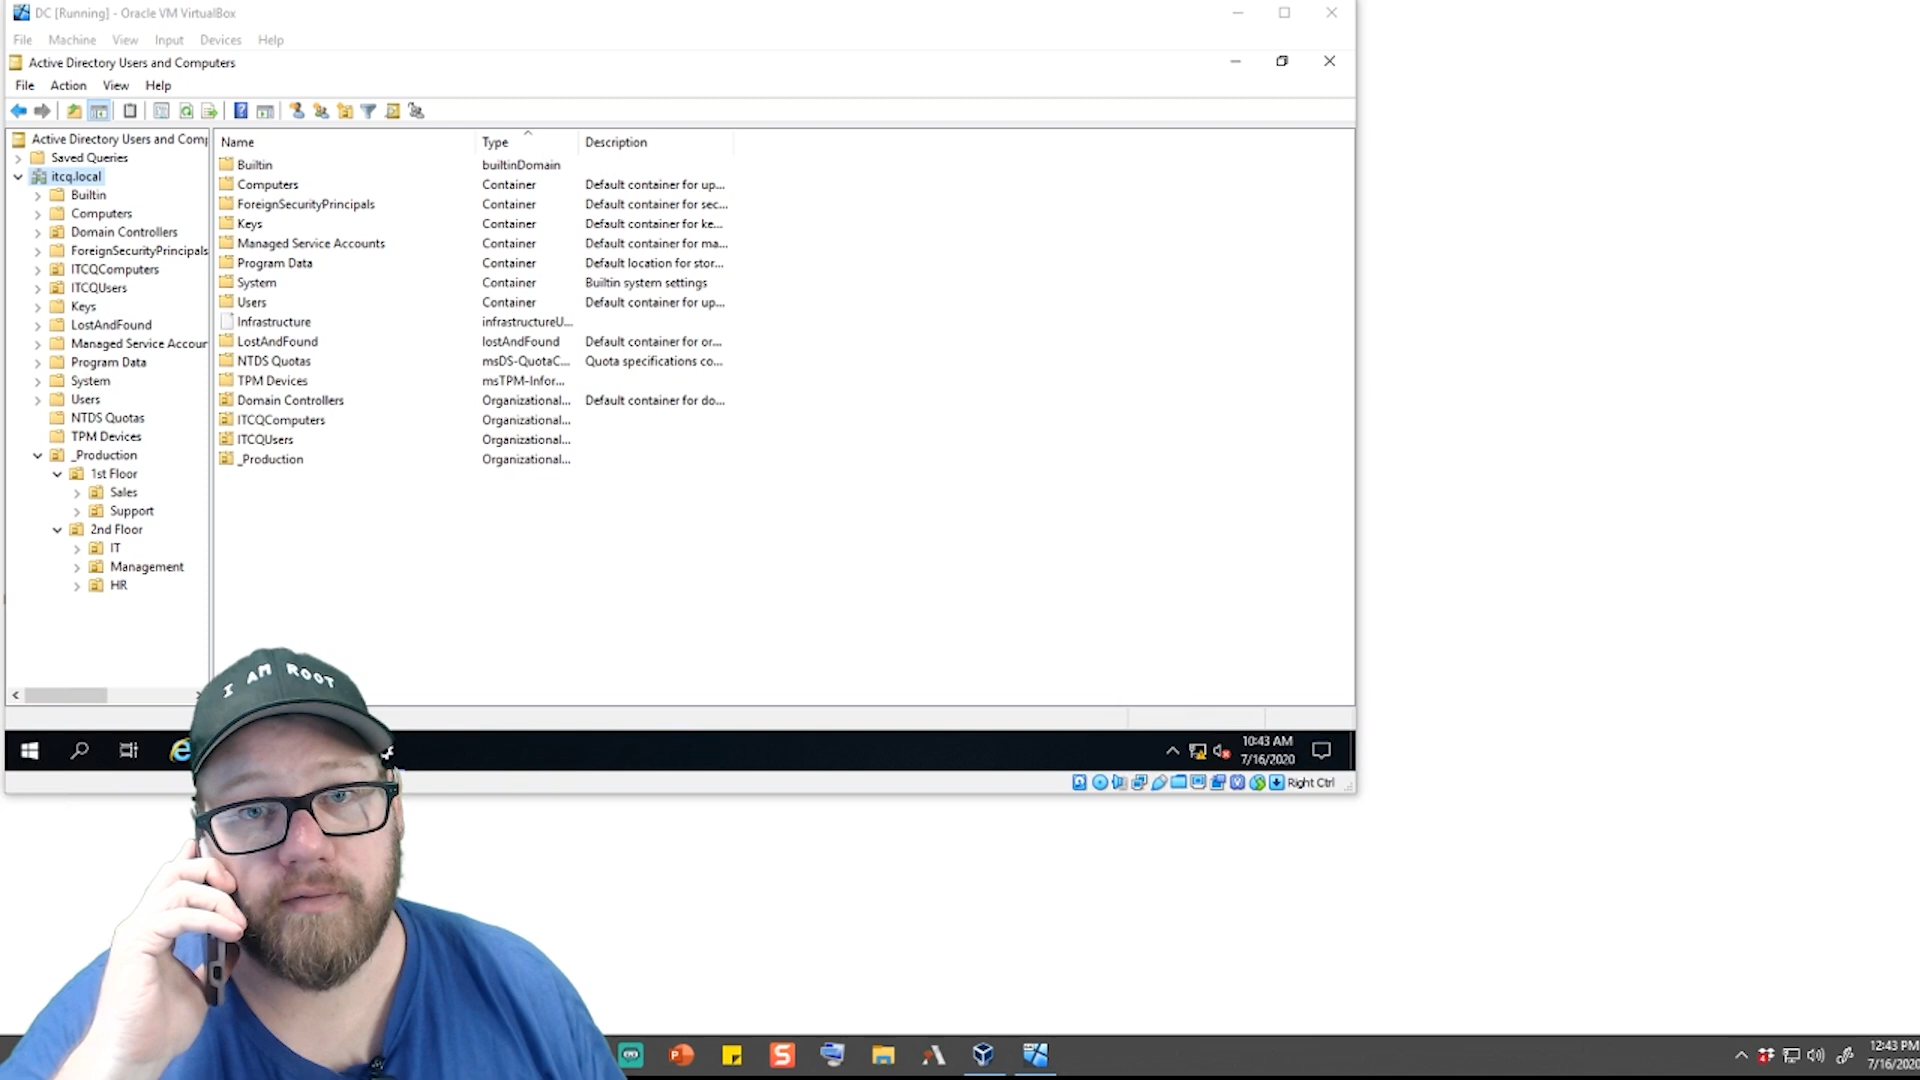 DC [Running] - Oracle VM VirtualBox
File Machine View Input Devices Help
Active Directory Users and Computers
File Action View Help
Active Directory Users and Comp
Saved Queries
itcq.local
Builtin
Computers
Domain Controllers
ForeignSecurityPrincipals
ITCQComputers
ITCQUsers
Keys
LostAndFound
Managed Service Accour
Program Data
System
Users
NTDS Quotas
TPM Devices
_Production
1st Floor
Sales
Support
2nd Floor
IT
Management
HR
Name Type Description
Builtin builtinDomain
Computers Container Default container for up...
ForeignSecurityPrincipals Container Default container for sec...
Keys Container Default container for ke...
Managed Service Accounts Container Default container for ma...
Program Data Container Default location for stor...
System Container Builtin system settings
Users Container Default container for up...
Infrastructure infrastructureU...
LostAndFound lostAndFound Default container for or...
NTDS Quotas msDS-QuotaC... Quota specifications co...
TPM Devices msTPM-Infor...
Domain Controllers Organizational... Default container for do...
ITCQComputers Organizational...
ITCQUsers Organizational...
_Production Organizational...
I AM ROOT
10:43 AM
7/16/2020
Right Ctrl
12:43 PM
7/16/2020